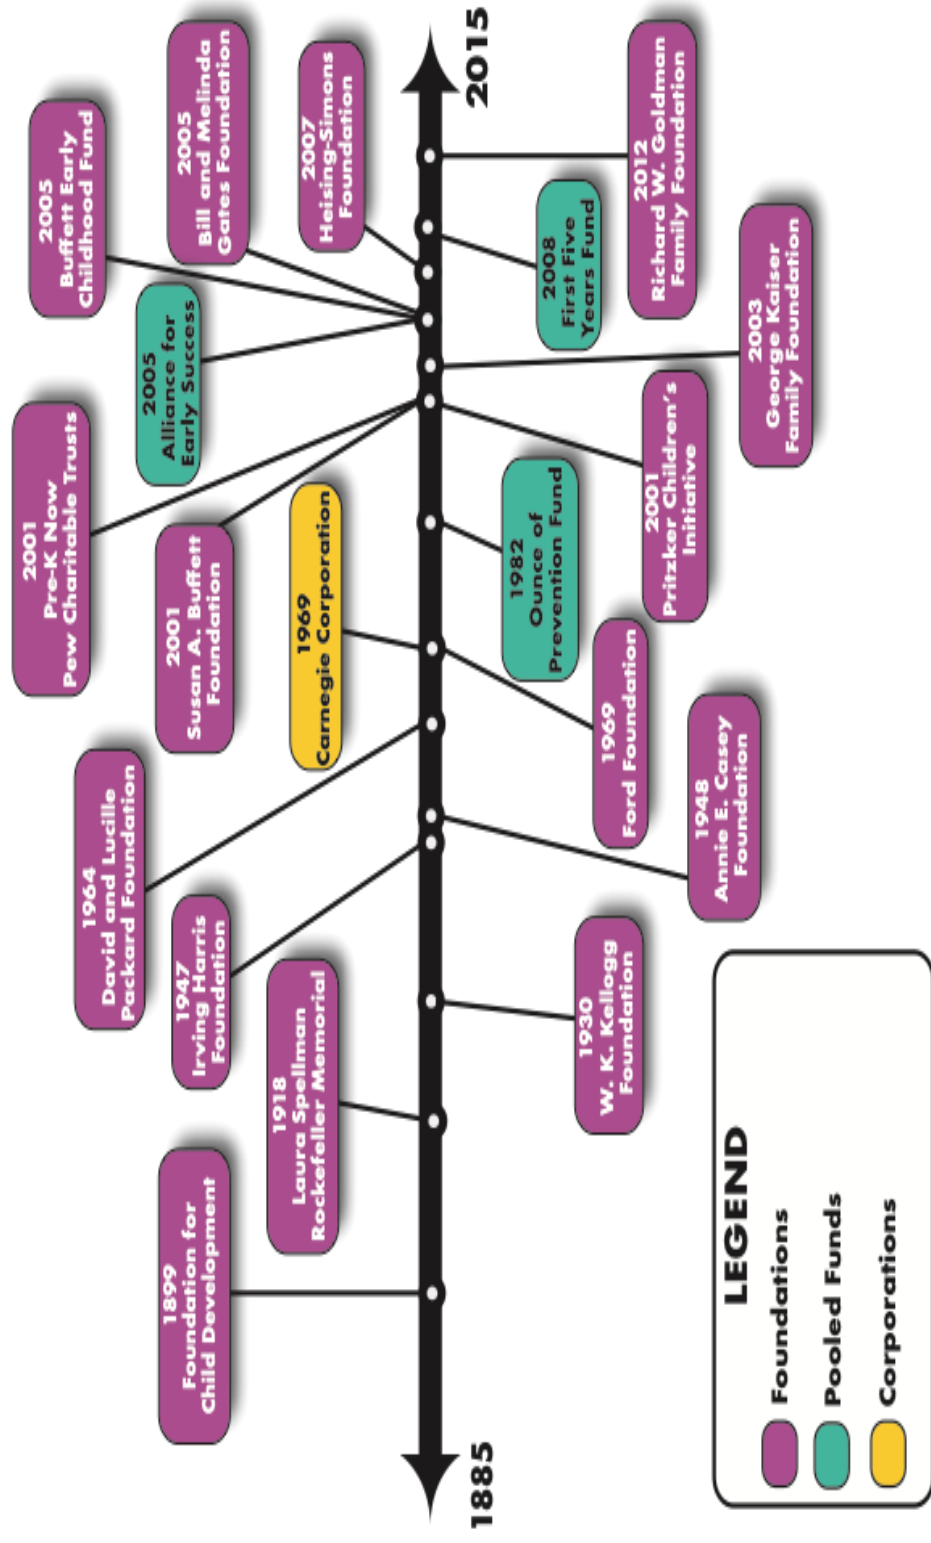 2005
Buffett Early
Childhood Fund
2005
Bill and Melinda
Gates Foundation
2007
Heising-Simons
Foundation
2005
Alliance for
Early Success
2001
Pre-K Now
Pew Charitable Trusts
2001
Susan A. Buffett
Foundation
1969
Carnegie Corporation
1964
David and Lucille
Packard Foundation
1947
Irving Harris
Foundation
1918
Laura Spellman
Rockefeller Memorial
1899
Foundation for
Child Development
1885
2015
1930
W. K. Kellogg
Foundation
1948
Annie E. Casey
Foundation
1969
Ford Foundation
1982
Ounce of
Prevention Fund
2001
Pritzker Children's
Initiative
2003
George Kaiser
Family Foundation
2008
First Five
Years Fund
2012
Richard W. Goldman
Family Foundation
LEGEND
Foundations
Pooled Funds
Corporations